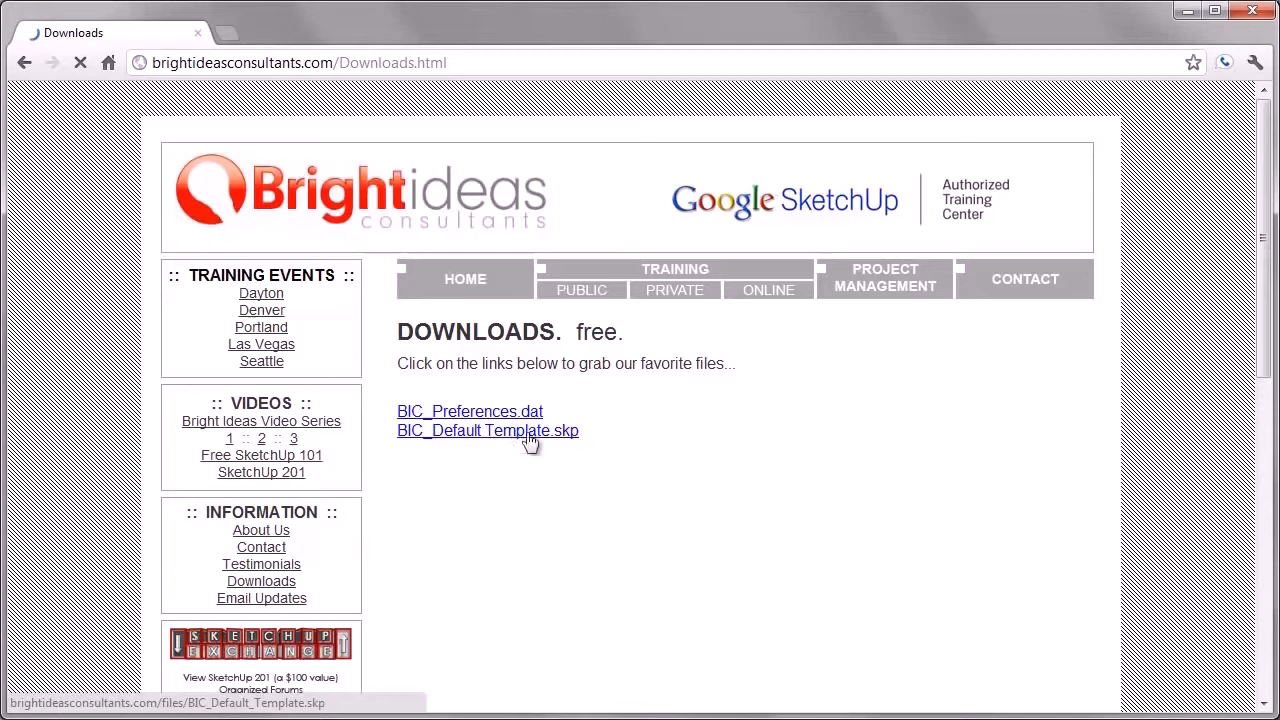 Downloads
brightideasconsultants.com/Downloads.html
Brightideas
consultants
Google SketchUp
Authorized
Training
Center
:: TRAINING EVENTS ::
Dayton
Denver
Portland
Las Vegas
Seattle
:: VIDEOS ::
Bright Ideas Video Series
1 :: 2 :: 3
Free SketchUp 101
SketchUp 201
:: INFORMATION ::
About Us
Contact
Testimonials
Downloads
Email Updates
SKETCHUP
EXCHANGE
View SketchUp 201 (a $100 value)
Organized Forums
HOME
TRAINING
PUBLIC
PRIVATE
ONLINE
PROJECT
MANAGEMENT
CONTACT
DOWNLOADS. free.
Click on the links below to grab our favorite files...
BIC_Preferences.dat
BIC_Default Template.skp
brightideasconsultants.com/files/BIC_Default_Template.skp